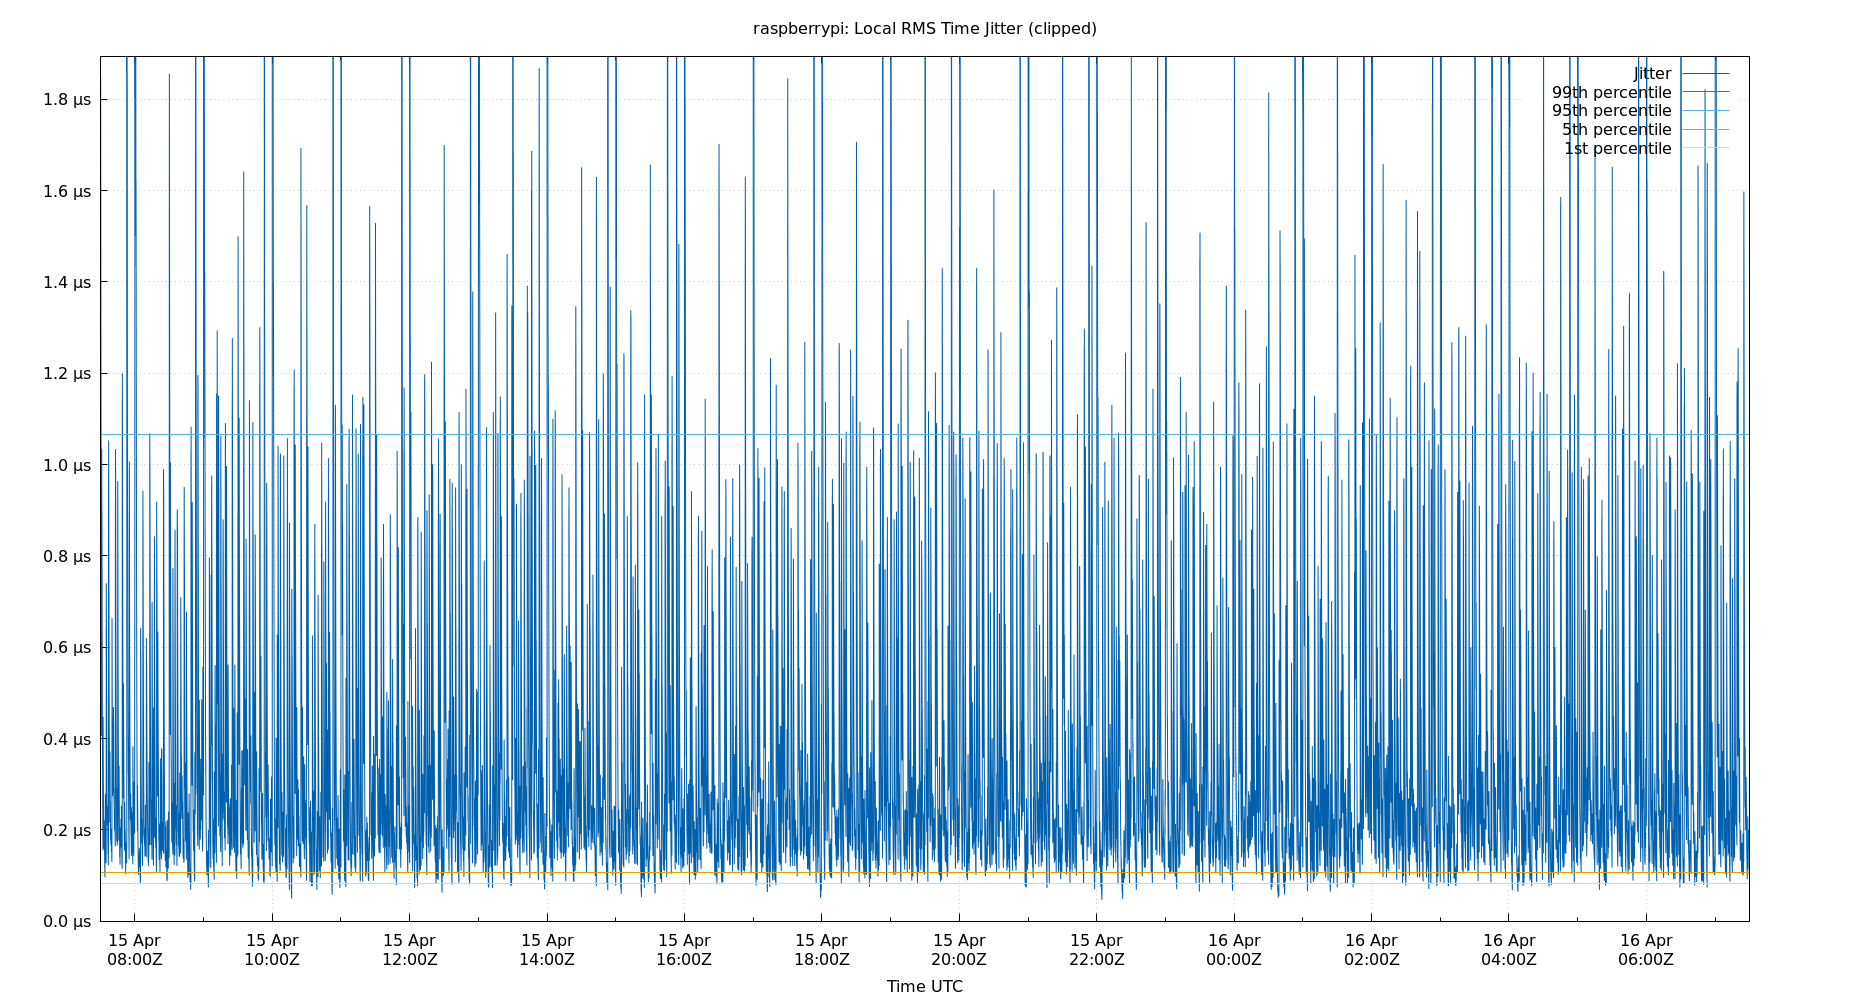 raspberrypi: Local RMS Time Jitter (clipped)
Jitter
99th percentile
95th percentile
5th percentile
1st percentile
1.8 μs
1.6 μs
1.4 μs
1.2 μs
1.0 μs
0.8 μs
0.6 μs
0.4 μs
0.2 μs
0.0 μs
15 Apr 15 Apr 15 Apr 15 Apr 15 Apr 15 Apr 15 Apr 15 Apr 16 Apr 16 Apr 16 Apr 16 Apr
08:00Z 10:00Z 12:00Z 14:00Z 16:00Z 18:00Z 20:00Z 22:00Z 00:00Z 02:00Z 04:00Z 06:00Z
Time UTC